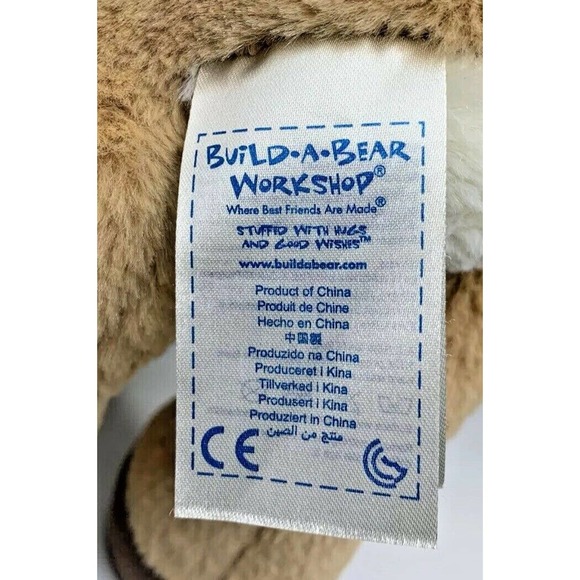 BUILD-A-BEAR
WORKSHOP®
Where Best Friends Are Made®
STUFFED WITH HUGS
AND GOOD WISHES™
www.buildabear.com
Product of China
Produit de Chine
Hecho en China
中国製
Produzido na China
Produceret i Kina
Tillverkad i Kina
Produsert i Kina
Produziert in China
منتج من الصين
CE